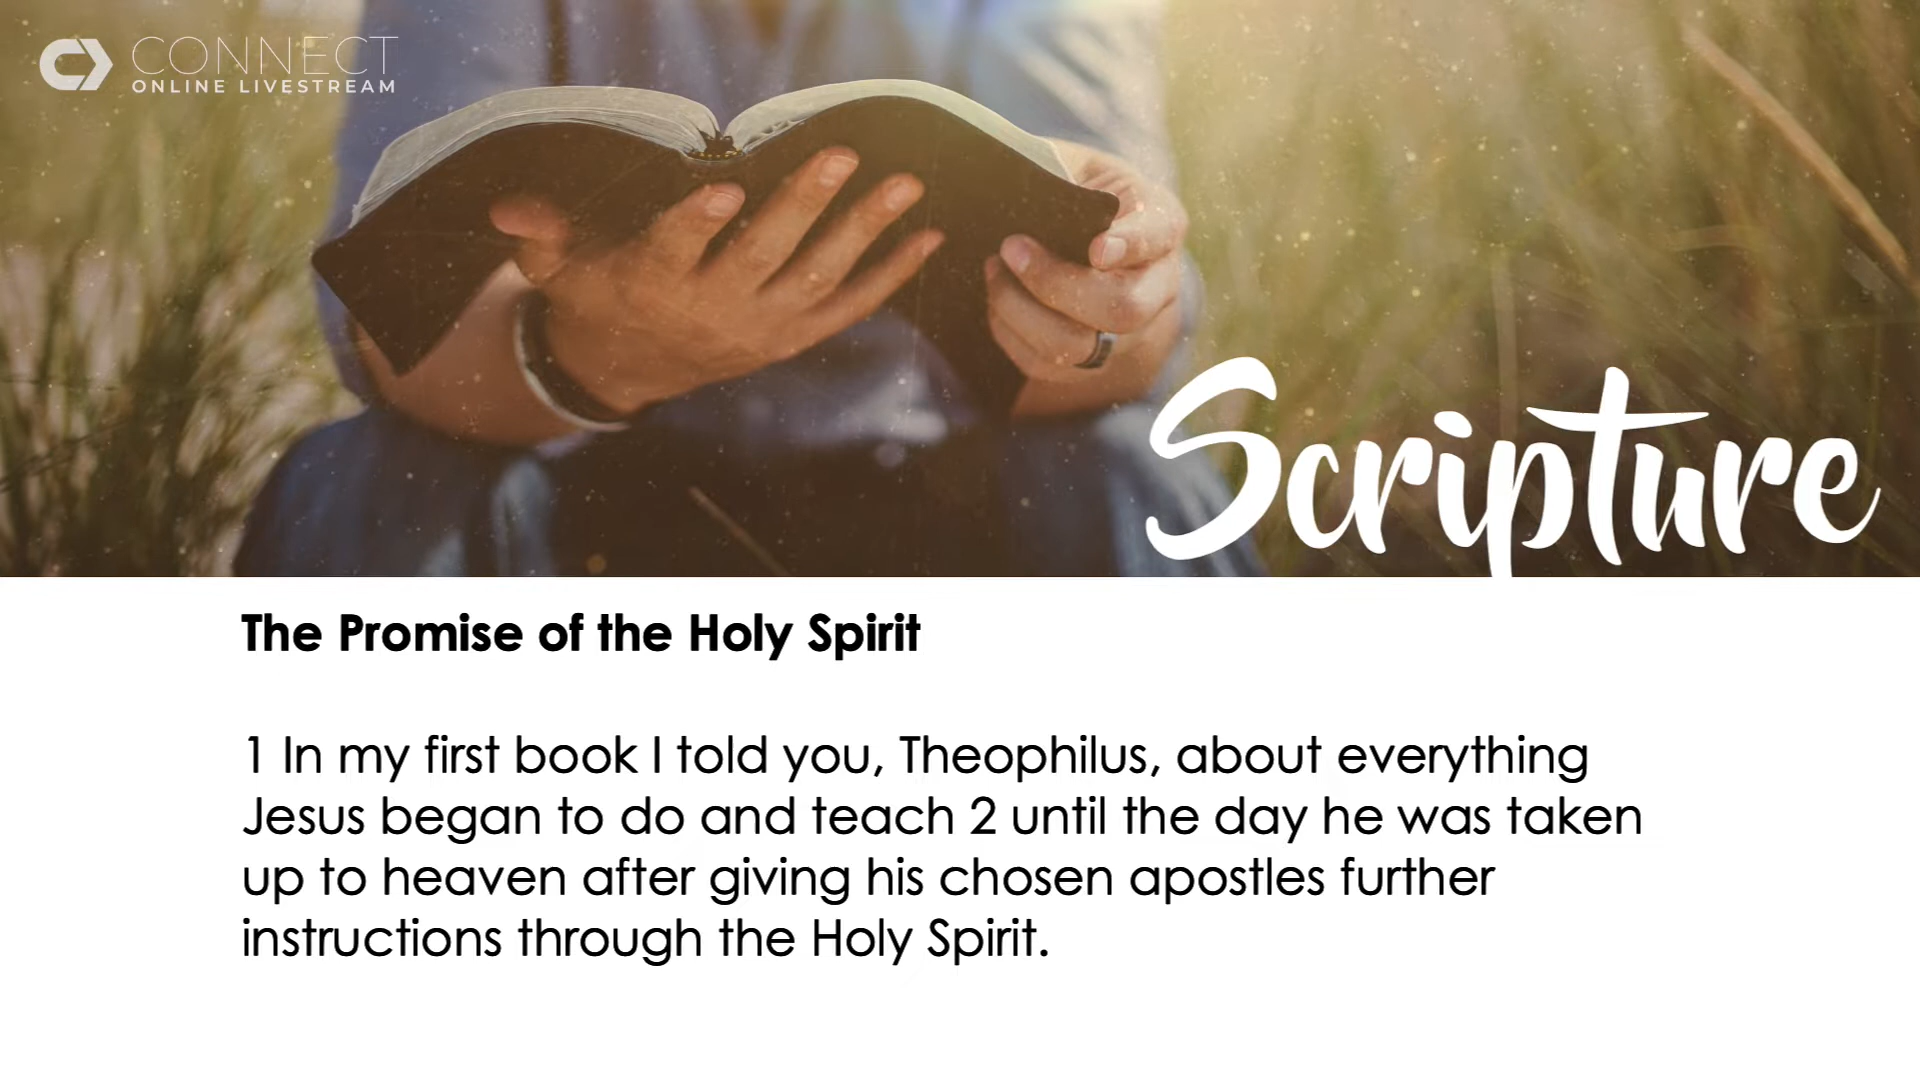 CONNECT
ONLINE LIVESTREAM
Scripture
The Promise of the Holy Spirit
1 In my first book I told you, Theophilus, about everything
Jesus began to do and teach 2 until the day he was taken
up to heaven after giving his chosen apostles further
instructions through the Holy Spirit.